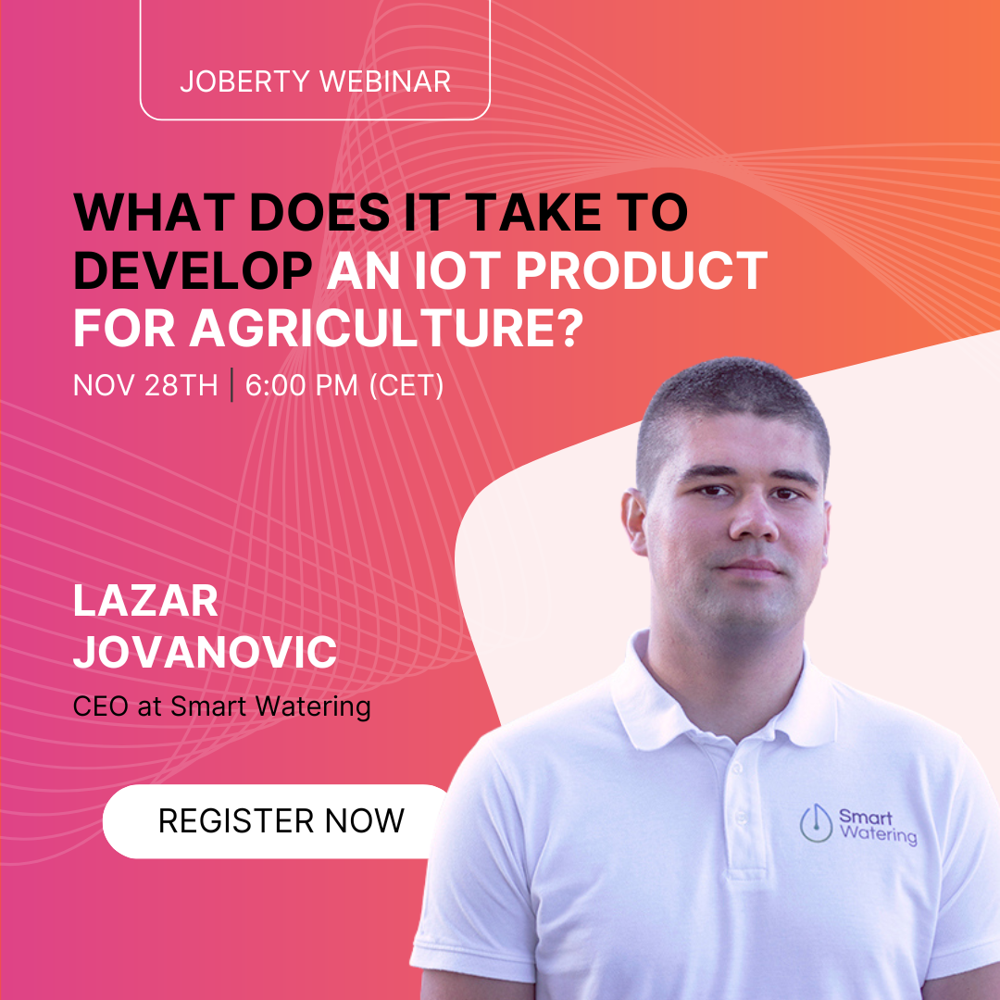 JOBERTY WEBINAR
WHAT DOES IT TAKE TO
DEVELOP AN IOT PRODUCT
FOR AGRICULTURE?
NOV 28TH | 6:00 PM (CET)
LAZAR
JOVANOVIC
CEO at Smart Watering
REGISTER NOW
Smart
Watering